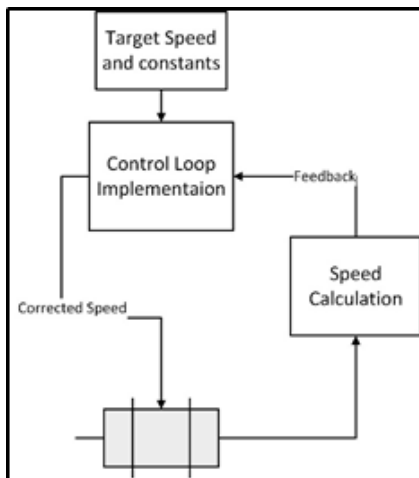 Target Speed
and constants
Control Loop
Implementaion
Feedback
Speed
Calculation
Corrected Speed